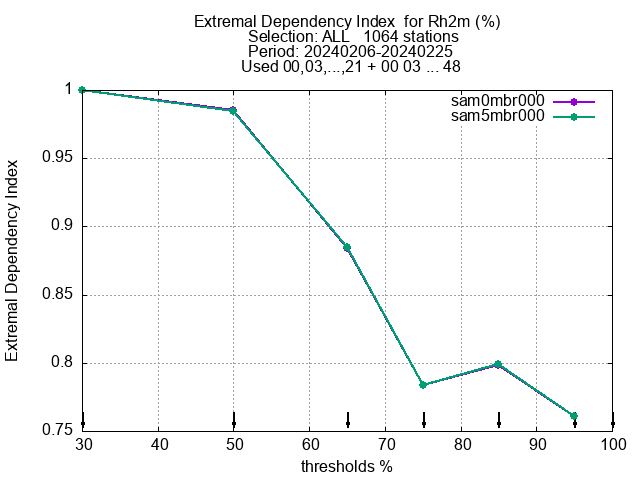 Extremal Dependency Index  for Rh2m (%)
Selection: ALL   1064 stations
Period: 20240206-20240225
Used 00,03,...,21 + 00 03 ... 48
sam0mbr000
sam5mbr000
1
0.95
0.9
0.85
0.8
0.75
Extremal Dependency Index
30 40 50 60 70 80 90 100
thresholds %